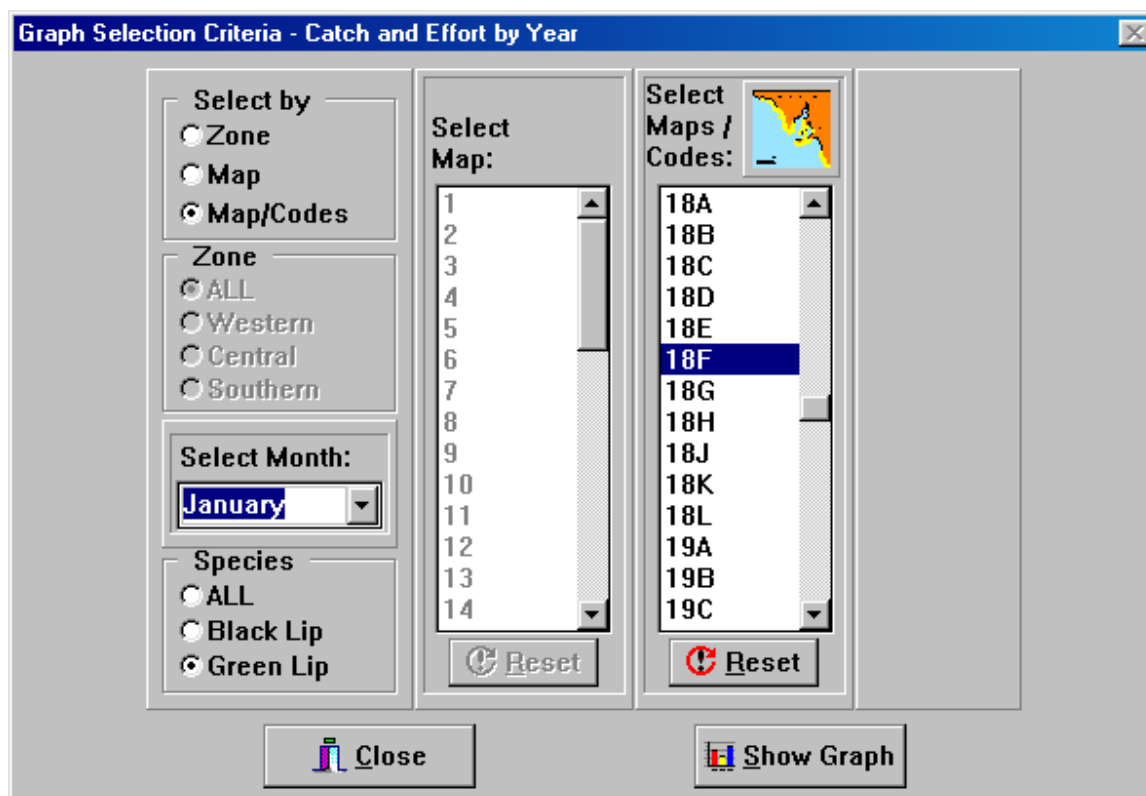 Graph Selection Criteria - Catch and Effort by Year
Select by
Zone
Map
Map/Codes
Zone
ALL
Western
Central
Southern
Select Month:
January
Species
ALL
Black Lip
Green Lip
Select
Map:
1
2
3
4
5
6
7
8
9
10
11
12
13
14
Reset
Select
Maps /
Codes:
18A
18B
18C
18D
18E
18F
18G
18H
18J
18K
18L
19A
19B
19C
Reset
Close
Show Graph